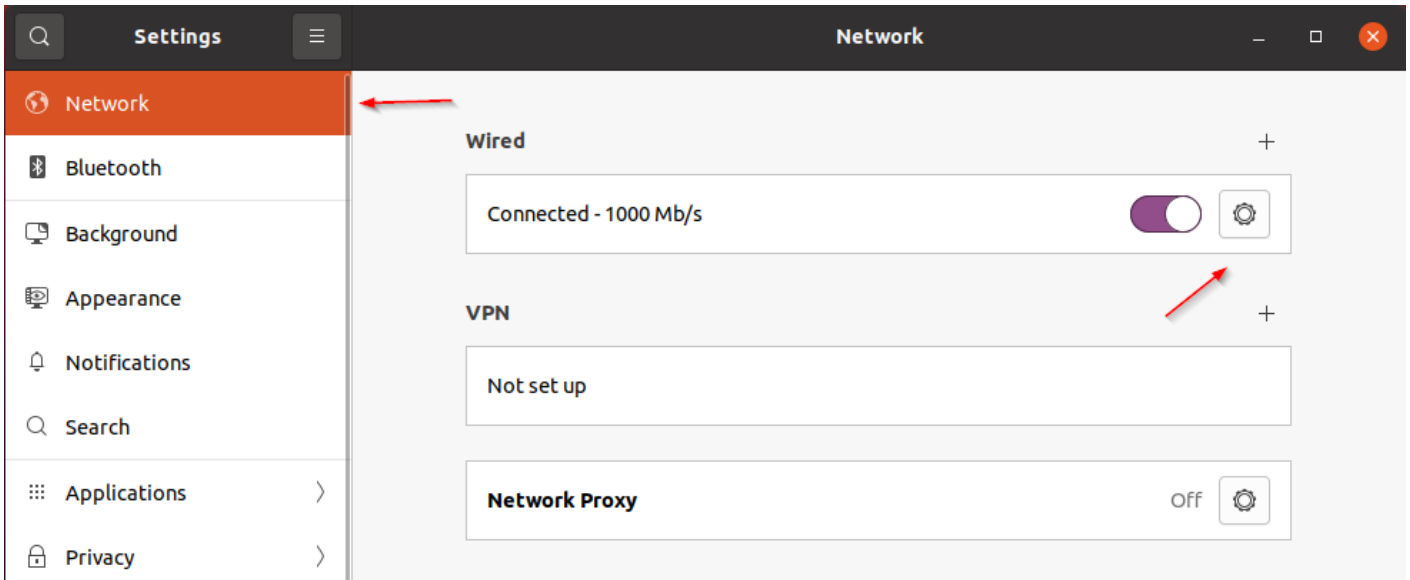 Settings
Network
Network
Bluetooth
Background
Appearance
Notifications
Search
Applications
Privacy
Wired
Connected - 1000 Mb/s
VPN
Not set up
Network Proxy Off